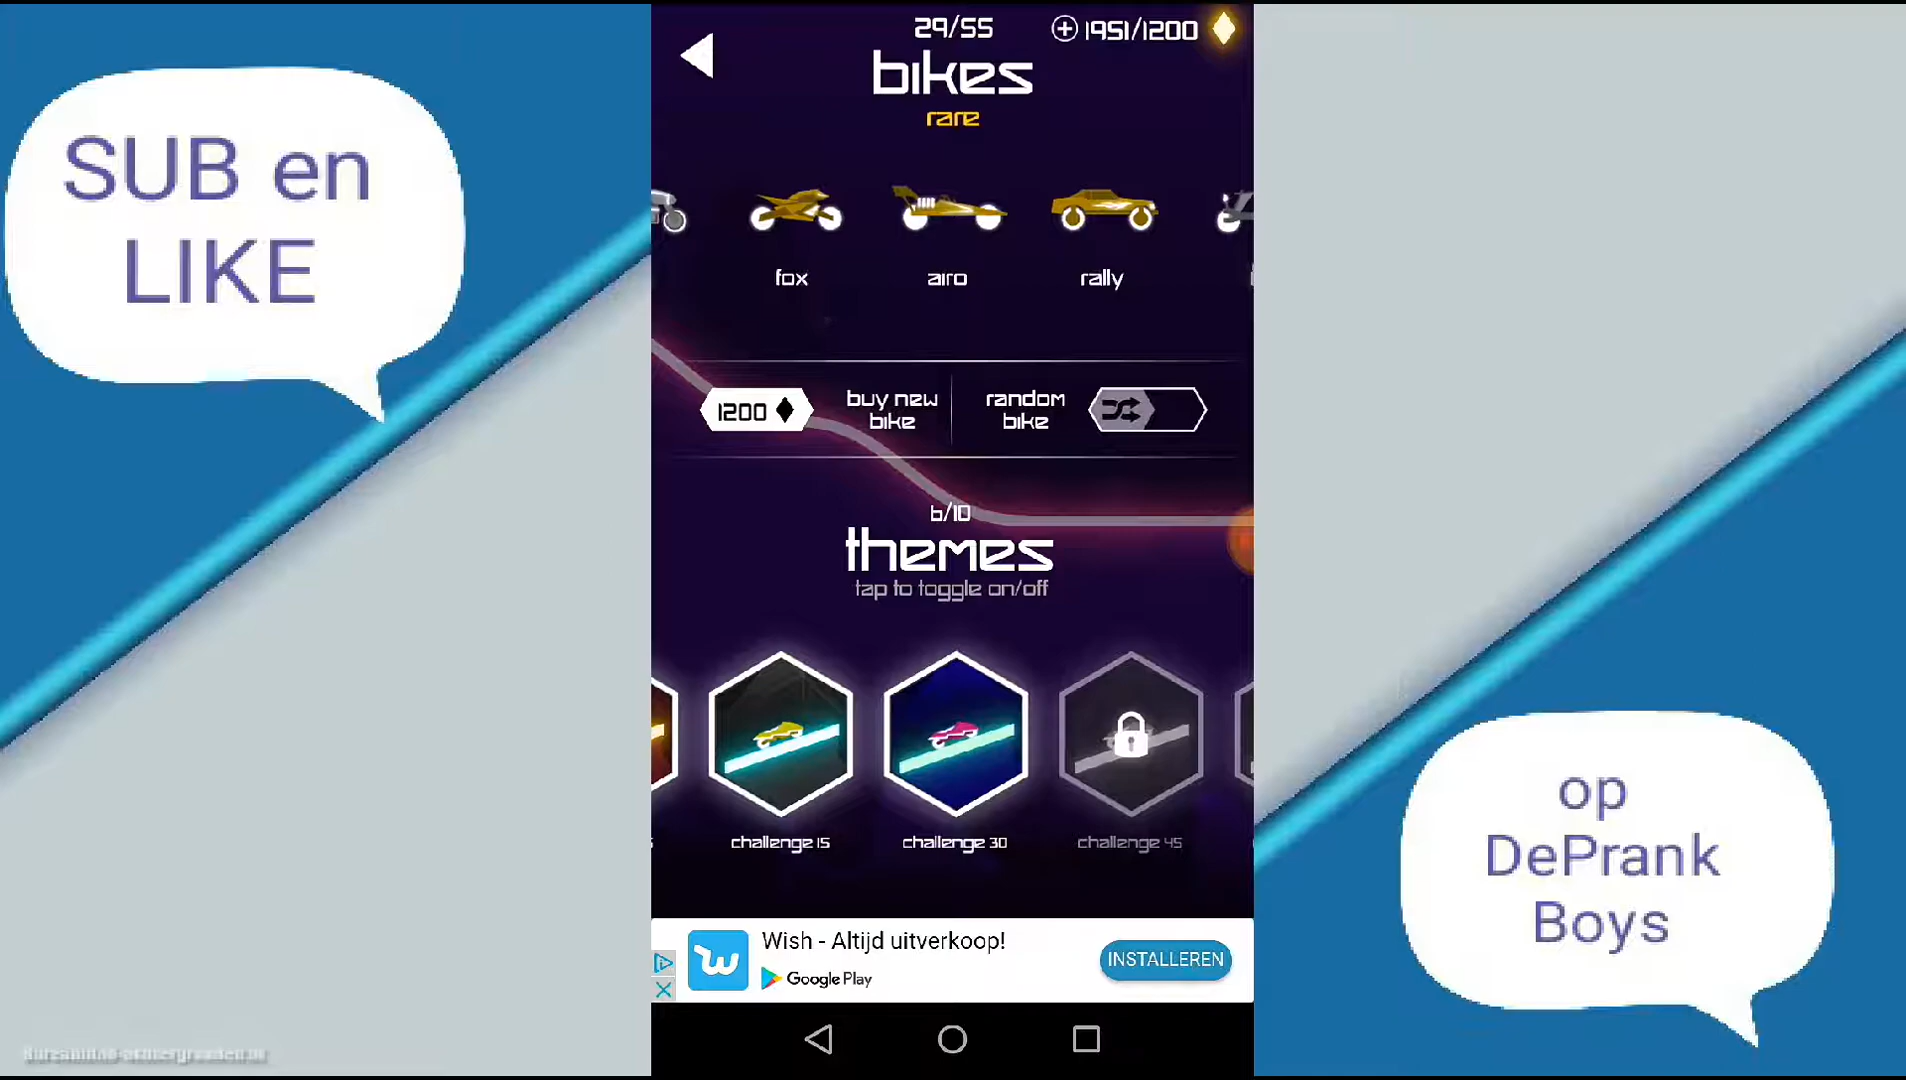 SUB en
LIKE
29/55
1951/1200
bikes
rare
fox
airo
rally
1200
buy new
bike
random
bike
6/10
themes
tap to toggle on/off
challenge 15
challenge 30
challenge 45
Wish - Altijd uitverkoop!
Google Play
INSTALLEREN
op
DePrank
Boys